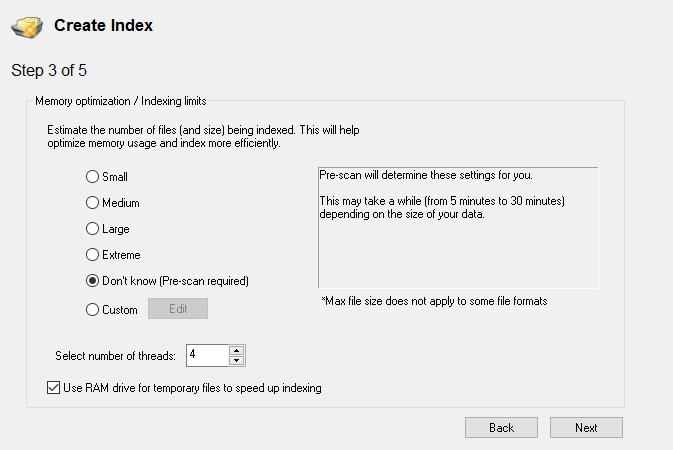 Create Index
Step 3 of 5
Memory optimization / Indexing limits
Estimate the number of files (and size) being indexed. This will help
optimize memory usage and index more efficiently.
Small
Medium
Large
Extreme
Don't know (Pre-scan required)
Custom
Edit
Pre-scan will determine these settings for you.
This may take a while (from 5 minutes to 30 minutes)
depending on the size of your data.
*Max file size does not apply to some file formats
Select number of threads: 4
Use RAM drive for temporary files to speed up indexing
Back
Next